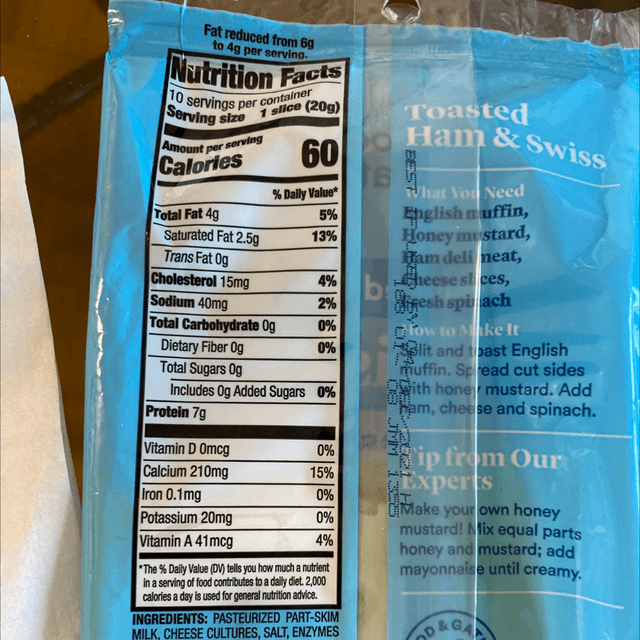 Fat reduced from 6g
to 4g per serving.
Nutrition Facts
10 servings per container
Serving size 1 slice (20g)
Amount per serving
Calories 60
% Daily Value*
Total Fat 4g 5%
Saturated Fat 2.5g 13%
Trans Fat 0g
Cholesterol 15mg 4%
Sodium 40mg 2%
Total Carbohydrate 0g 0%
Dietary Fiber 0g 0%
Total Sugars 0g
Includes 0g Added Sugars 0%
Protein 7g
Vitamin D 0mcg 0%
Calcium 210mg 15%
Iron 0.1mg 0%
Potassium 20mg 0%
Vitamin A 41mcg 4%
*The % Daily Value (DV) tells you how much a nutrient
in a serving of food contributes to a daily diet. 2,000
calories a day is used for general nutrition advice.
INGREDIENTS: PASTEURIZED PART-SKIM
MILK, CHEESE CULTURES, SALT, ENZYMES
Toasted
Ham & Swiss
What You Need
English muffin,
Honey mustard,
Ham deli meat,
Cheese slices,
Fresh spinach
How to Make It
Split and toast English
muffin. Spread cut sides
with honey mustard. Add
ham, cheese and spinach.
Tip from Our
Experts
Make your own honey
mustard! Mix equal parts
honey and mustard; add
mayonnaise until creamy.
BEST